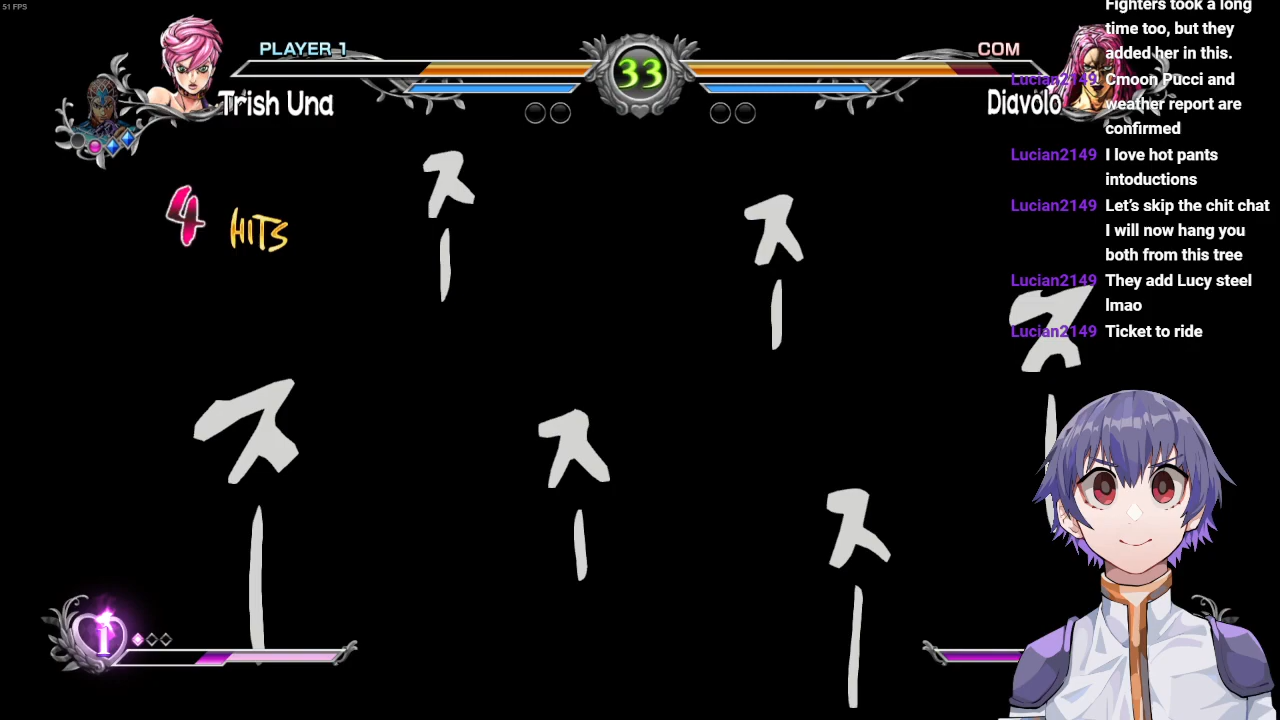 51 FPS
PLAYER 1
33
COM
Trish Una
Diavolo
4 HITS
スー
スー
スー
スー
スー
スー
1
Fighters took a long
time too, but they
added her in this.
Lucian2149 Cmoon Pucci and
weather report are
confirmed
Lucian2149 I love hot pants
intoductions
Lucian2149 Let's skip the chit chat
I will now hang you
both from this tree
Lucian2149 They add Lucy steel
lmao
Lucian2149 Ticket to ride